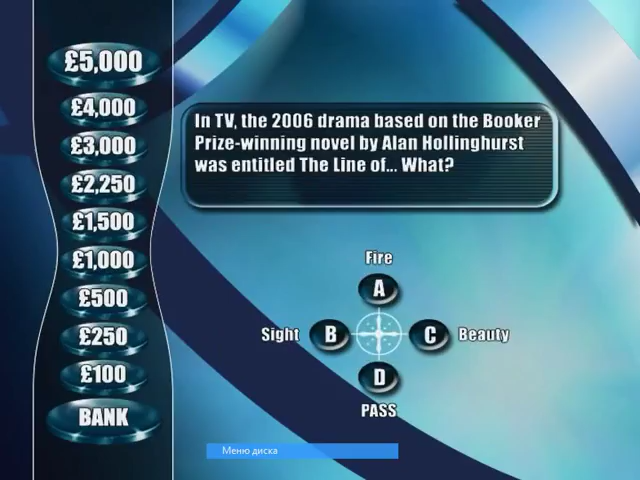 £5,000
£4,000
£3,000
£2,250
£1,500
£1,000
£500
£250
£100
BANK
In TV, the 2006 drama based on the Booker
Prize-winning novel by Alan Hollinghurst
was entitled The Line of... What?
Fire
A
Sight B C Beauty
D
PASS
Меню диска